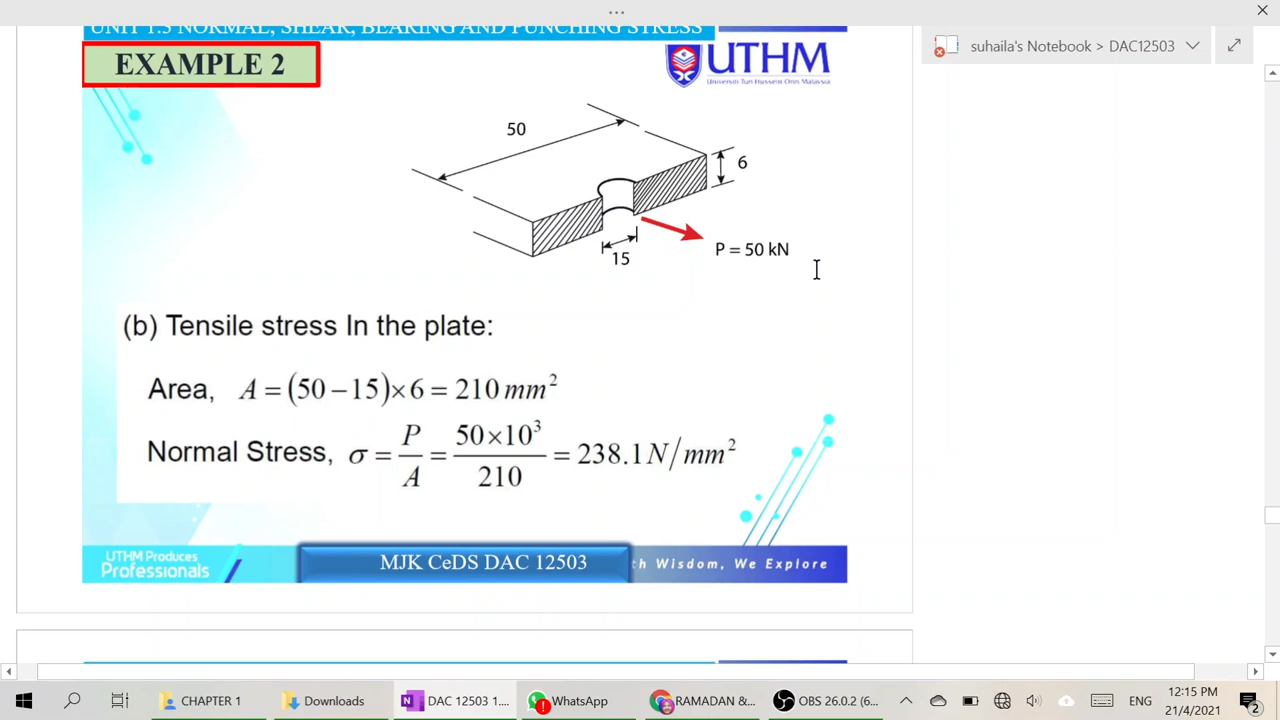 ...
UNIT 1.3 NORMAL, SHEAR, BEARING AND PUNCHING STRESS
EXAMPLE 2
UTHM
Universiti Tun Hussein Onn Malaysia
suhaila's Notebook > DAC12503
50
6
15
P = 50 kN
(b) Tensile stress In the plate:
Area, A = (50 − 15) × 6 = 210 mm²
Normal Stress, σ = P/A = 50×10³/210 = 238.1 N/mm²
UTHM Produces
Professionals
MJK CeDS DAC 12503
th Wisdom, We Explore
CHAPTER 1
Downloads
DAC 12503 1....
WhatsApp
RAMADAN &...
OBS 26.0.2 (6...
ENG
12:15 PM
21/4/2021
2